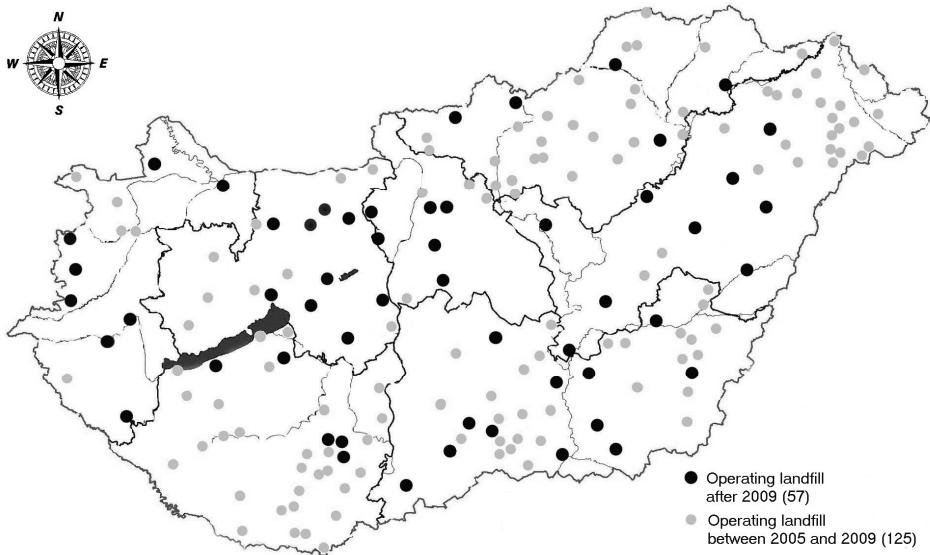 N
W E
S
Operating landfill
after 2009 (57)
Operating landfill
between 2005 and 2009 (125)